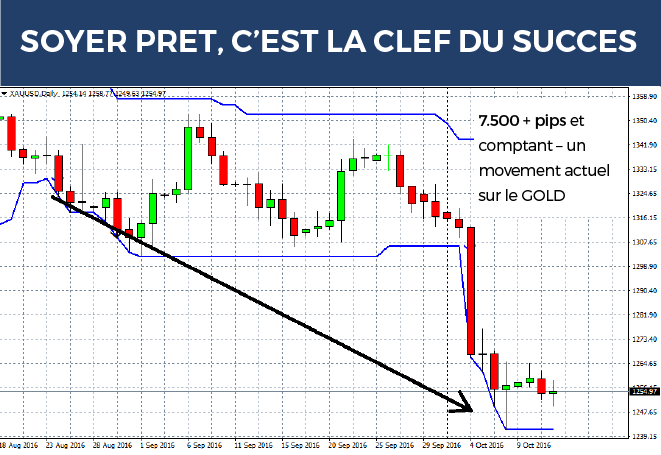 SOYER PRET, C'EST LA CLEF DU SUCCES
XAUUSD,Daily 1254.14 1258.77 1249.63 1254.97
7.500 + pips et
comptant – un
movement actuel
sur le GOLD
1358.90
1350.40
1341.90
1333.15
1324.65
1316.15
1307.65
1298.90
1290.40
1281.90
1273.40
1264.65
1254.97
1247.65
1239.15
18 Aug 2016 23 Aug 2016 28 Aug 2016 1 Sep 2016 6 Sep 2016 11 Sep 2016 15 Sep 2016 20 Sep 2016 25 Sep 2016 29 Sep 2016 4 Oct 2016 9 Oct 2016